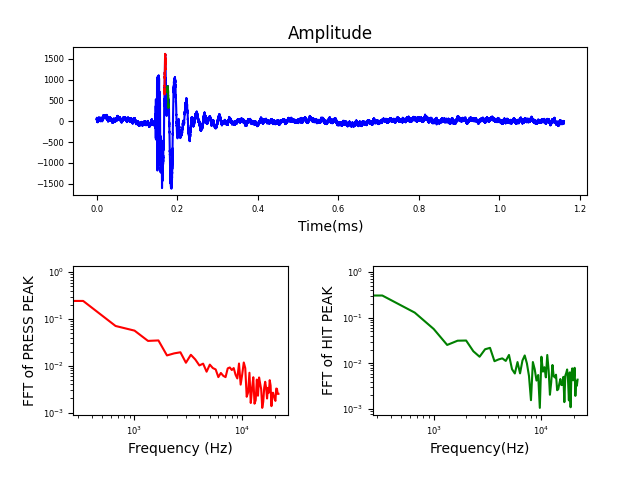 Amplitude
1500
1000
500
0
−500
−1000
−1500
0.0 0.2 0.4 0.6 0.8 1.0 1.2
Time(ms)
FFT of PRESS PEAK
10⁰
10⁻¹
10⁻²
10⁻³
10³ 10⁴
Frequency (Hz)
FFT of HIT PEAK
10⁰
10⁻¹
10⁻²
10⁻³
10³ 10⁴
Frequency(Hz)